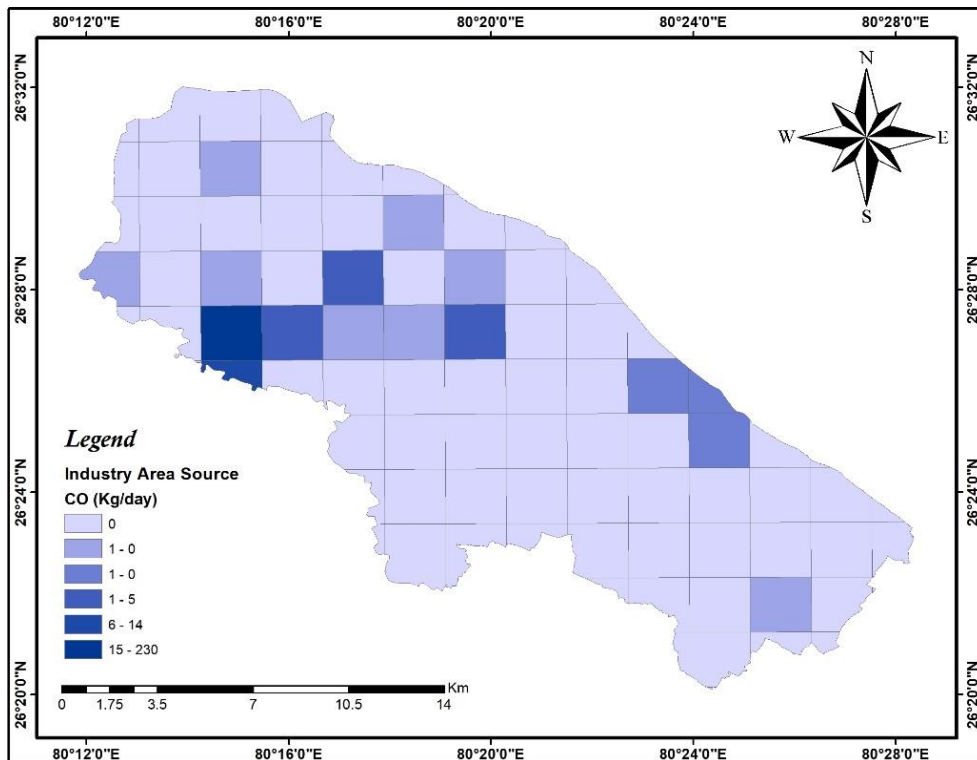 80°12'0"E 80°16'0"E 80°20'0"E 80°24'0"E 80°28'0"E
26°32'0"N 26°32'0"N
N
W E
S
26°28'0"N 26°28'0"N
Legend
Industry Area Source
CO (Kg/day)
0
1 - 0
1 - 0
1 - 5
6 - 14
15 - 230
26°24'0"N 26°24'0"N
Km
0 1.75 3.5 7 10.5 14
26°20'0"N 26°20'0"N
80°12'0"E 80°16'0"E 80°20'0"E 80°24'0"E 80°28'0"E